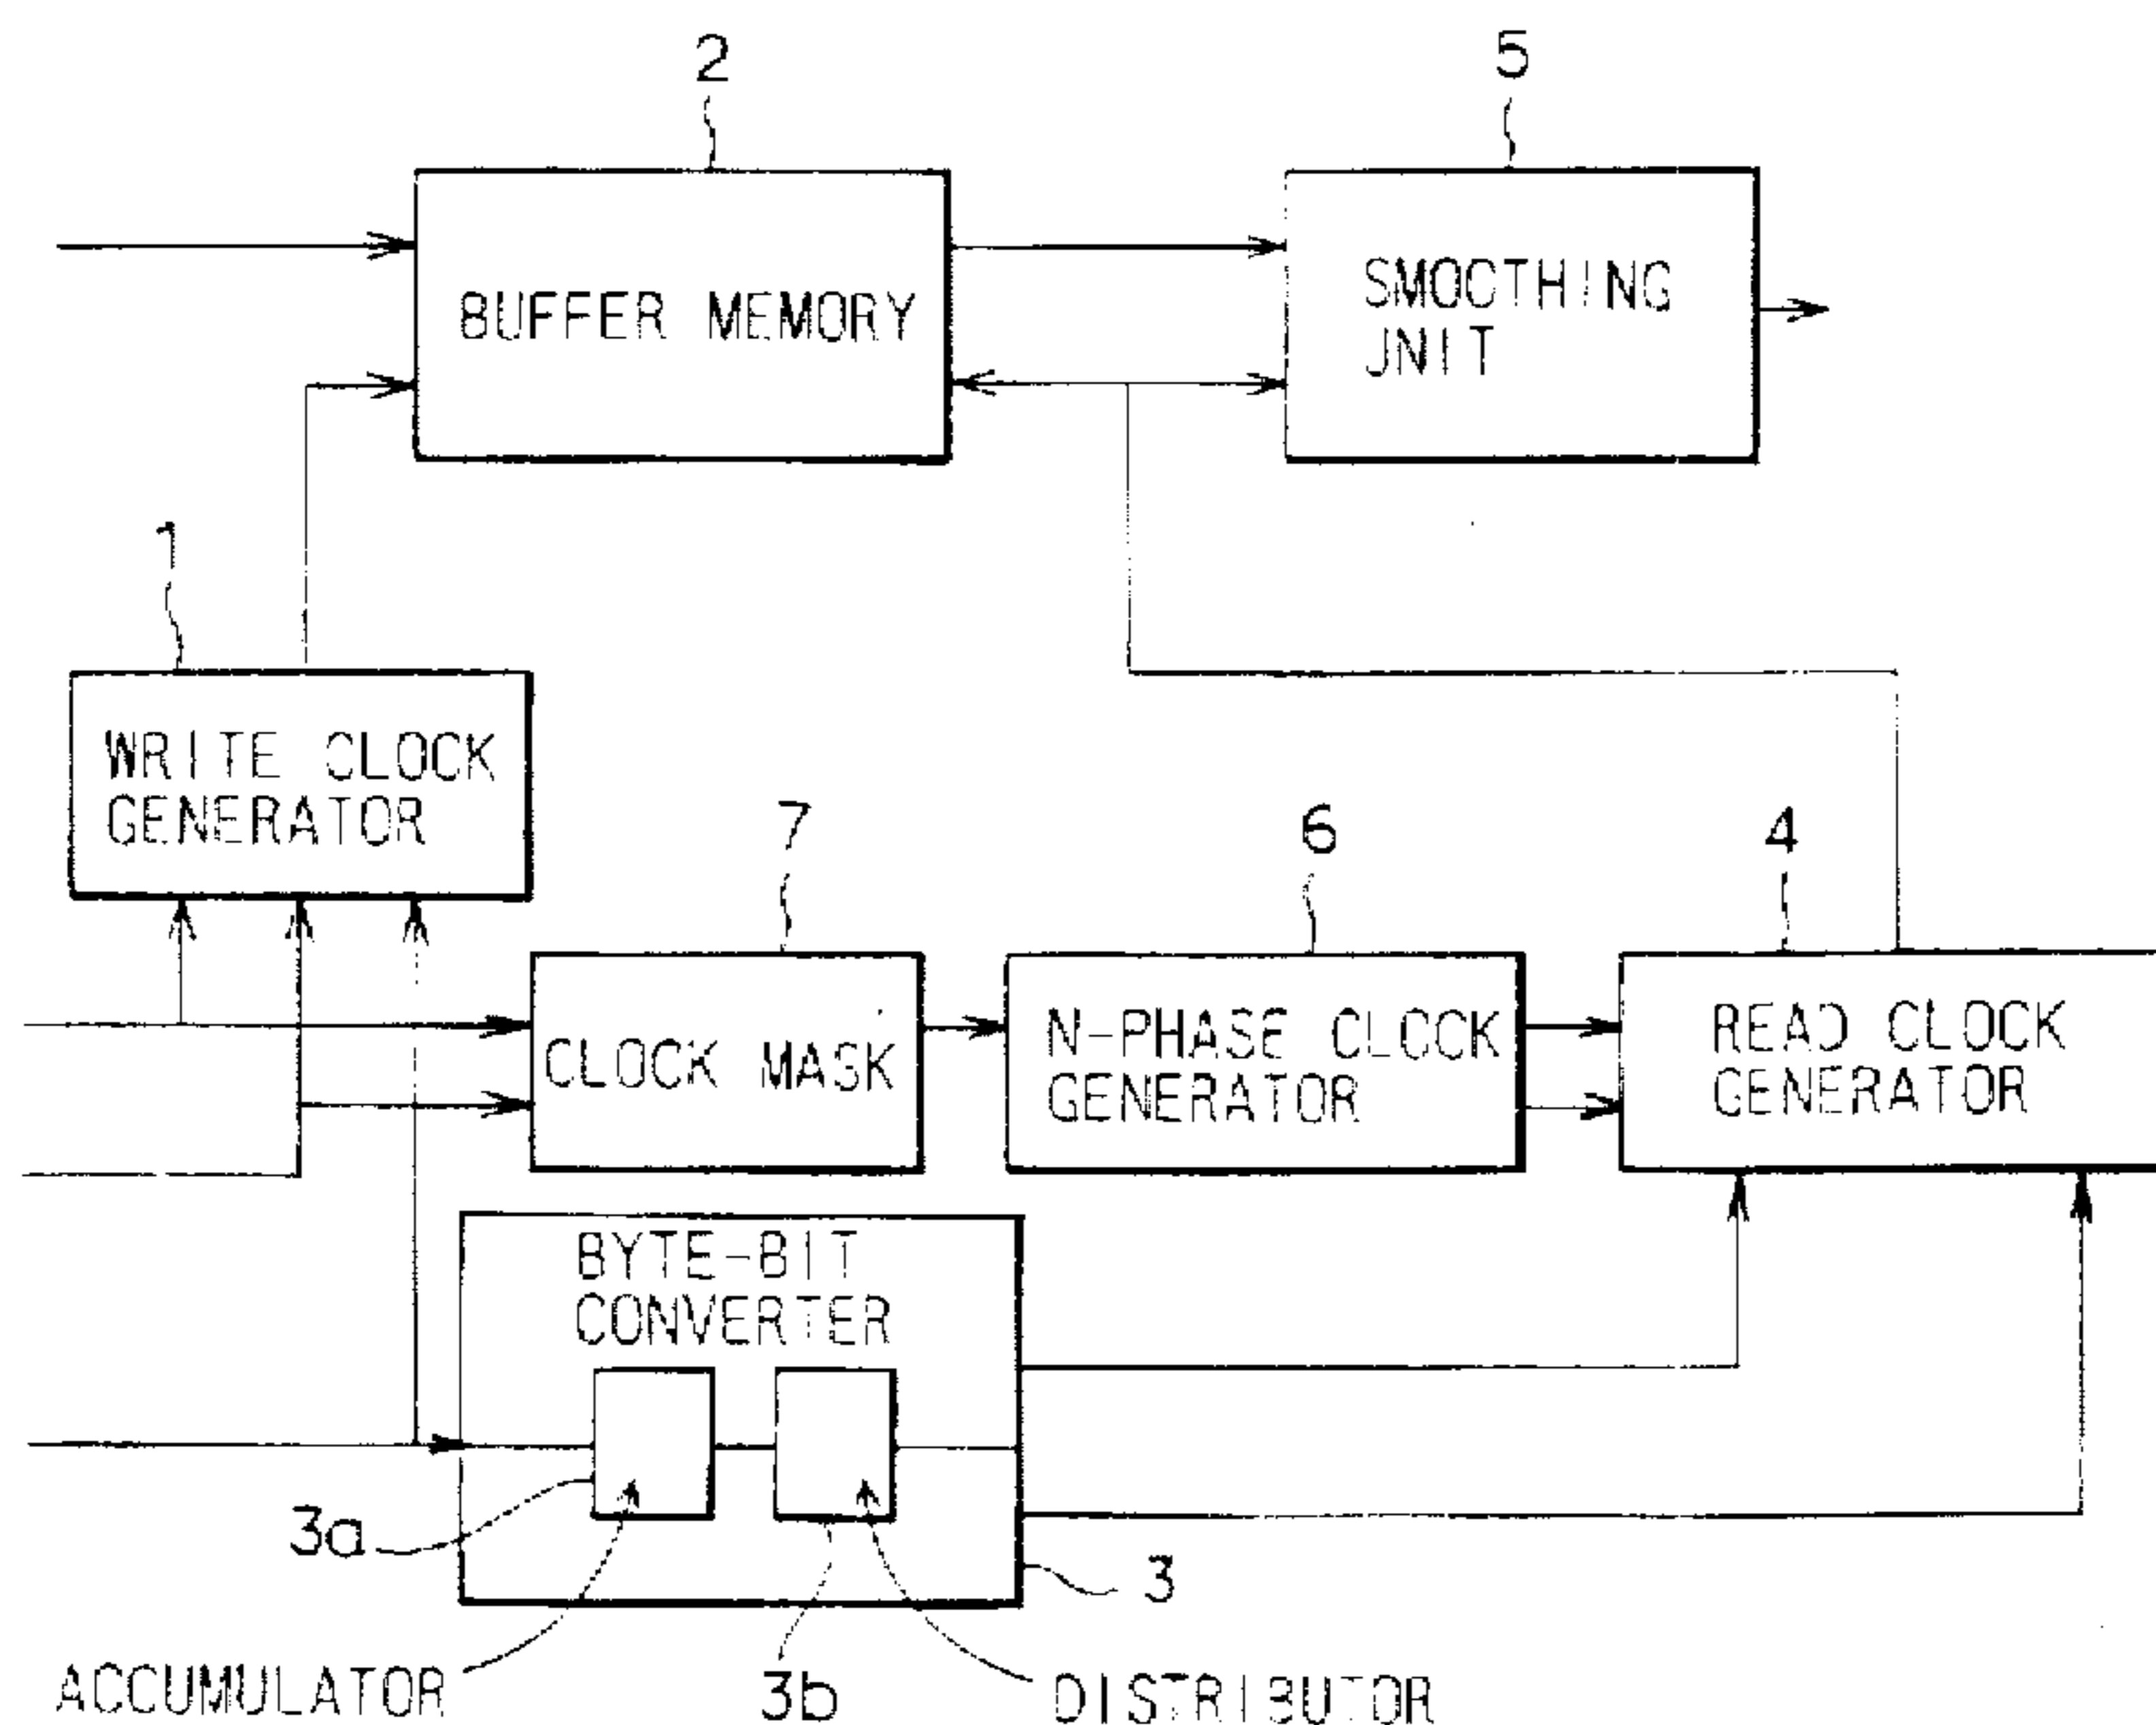 2
5
BUFFER MEMORY
SMOOTHING
UNIT
1
WRITE CLOCK
GENERATOR
7
6
4
CLOCK MASK
N-PHASE CLOCK
GENERATOR
READ CLOCK
GENERATOR
BYTE-BIT
CONVERTER
3a
3
ACCUMULATOR
3b
DISTRIBUTOR